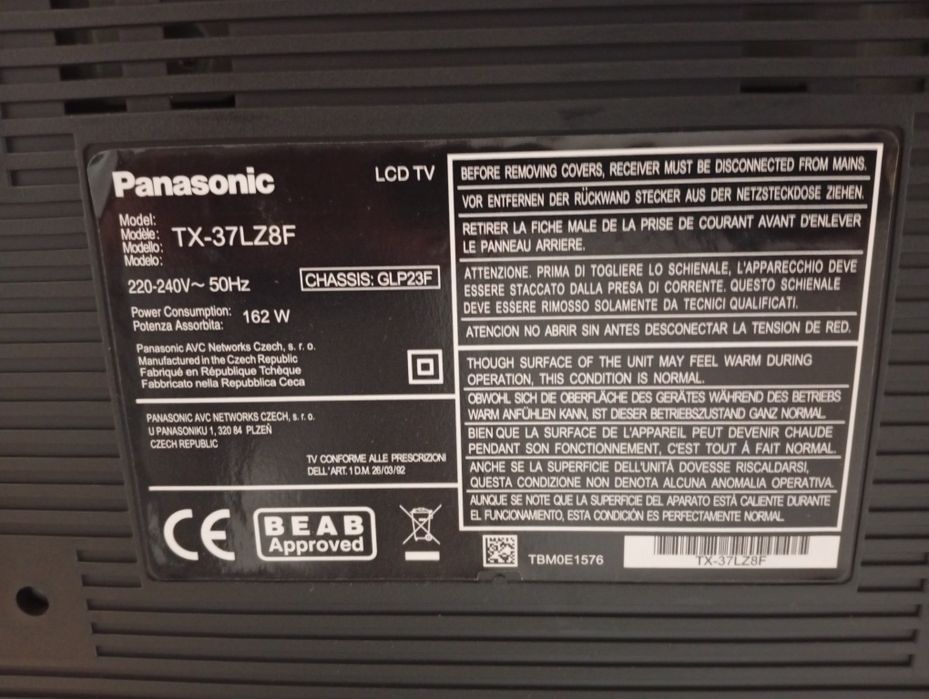 Panasonic
LCD TV
Model:
Modèle:
Modello:
Modelo:
TX-37LZ8F
220-240V~ 50Hz
CHASSIS: GLP23F
Power Consumption:
Potenza Assorbita:
162 W
Panasonic AVC Networks Czech, s. r. o.
Manufactured in the Czech Republic
Fabriqué en République Tchèque
Fabbricato nella Repubblica Ceca
PANASONIC AVC NETWORKS CZECH, s. r. o.
U PANASONIKU 1, 320 84 PLZEŇ
CZECH REPUBLIC
TV CONFORME ALLE PRESCRIZIONI
DELL'ART. 1 D.M. 26/03/92
CE
BEAB
Approved
BEFORE REMOVING COVERS, RECEIVER MUST BE DISCONNECTED FROM MAINS.
VOR ENTFERNEN DER RÜCKWAND STECKER AUS DER NETZSTECKDOSE ZIEHEN.
RETIRER LA FICHE MALE DE LA PRISE DE COURANT AVANT D'ENLEVER
LE PANNEAU ARRIERE.
ATTENZIONE. PRIMA DI TOGLIERE LO SCHIENALE, L'APPARECCHIO DEVE
ESSERE STACCATO DALLA PRESA DI CORRENTE. QUESTO SCHIENALE
DEVE ESSERE RIMOSSO SOLAMENTE DA TECNICI QUALIFICATI.
ATENCION NO ABRIR SIN ANTES DESCONECTAR LA TENSION DE RED.
THOUGH SURFACE OF THE UNIT MAY FEEL WARM DURING
OPERATION, THIS CONDITION IS NORMAL.
OBWOHL SICH DIE OBERFLÄCHE DES GERÄTES WÄHREND DES BETRIEBS
WARM ANFÜHLEN KANN, IST DIESER BETRIEBSZUSTAND GANZ NORMAL.
BIEN QUE LA SURFACE DE L'APPAREIL PEUT DEVENIR CHAUDE
PENDANT SON FONCTIONNEMENT, C'EST TOUT Á FAIT NORMAL.
ANCHE SE LA SUPERFICIE DELL'UNITÁ DOVESSE RISCALDARSI,
QUESTA CONDIZIONE NON DENOTA ALCUNA ANOMALIA OPERATIVA.
AUNQUE SE NOTE QUE LA SUPERFICIE DEL APARATO ESTÁ CALIENTE DURANTE
EL FUNCIONAMIENTO, ESTA CONDICIÓN ES PERFECTAMENTE NORMAL.
TBM0E1576
TX-37LZ8F